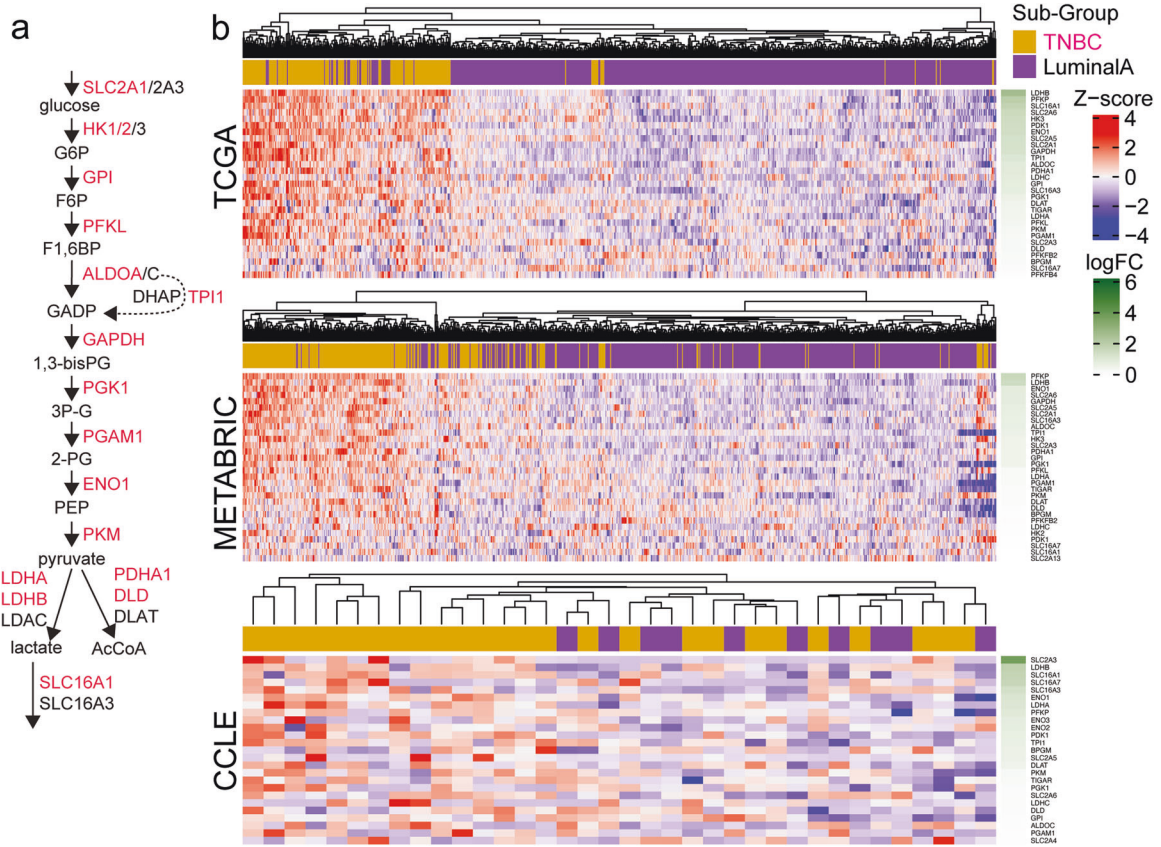 a
SLC2A1/2A3
glucose
HK1/2/3
G6P
GPI
F6P
PFKL
F1,6BP
ALDOA/C
DHAP
TPI1
GADP
GAPDH
1,3-bisPG
PGK1
3P-G
PGAM1
2-PG
ENO1
PEP
PKM
pyruvate
LDHA
LDHB
LDAC
PDHA1
DLD
DLAT
lactate
AcCoA
SLC16A1
SLC16A3
b
TCGA
LDHB
PFKP
SLC16A1
SLC2A6
HK3
PDK1
ENO1
SLC2A5
SLC2A1
GAPDH
TPI1
ALDOC
PDHA1
LDHC
GPI
SLC16A3
PGK1
DLAT
TIGAR
LDHA
PFKL
PKM
PGAM1
SLC2A3
DLD
PFKFB2
BPGM
SLC16A7
PFKFB4
METABRIC
PFKP
LDHB
ENO1
SLC2A6
GAPDH
SLC2A5
SLC2A1
SLC16A3
ALDOC
TPI1
HK3
SLC2A3
PDHA1
GPI
PGK1
PFKL
LDHA
PGAM1
TIGAR
PKM
DLAT
DLD
BPGM
PFKFB2
LDHC
HK2
PDK1
SLC16A7
SLC16A1
SLC2A13
CCLE
SLC2A3
LDHB
SLC16A1
SLC16A7
SLC16A3
ENO1
LDHA
PFKP
ENO3
ENO2
PDK1
TPI1
BPGM
SLC2A5
DLAT
PKM
TIGAR
PGK1
SLC2A6
LDHC
DLD
GPI
ALDOC
PGAM1
SLC2A4
Sub-Group
TNBC
LuminalA
Z-score
4
2
0
−2
−4
logFC
6
4
2
0